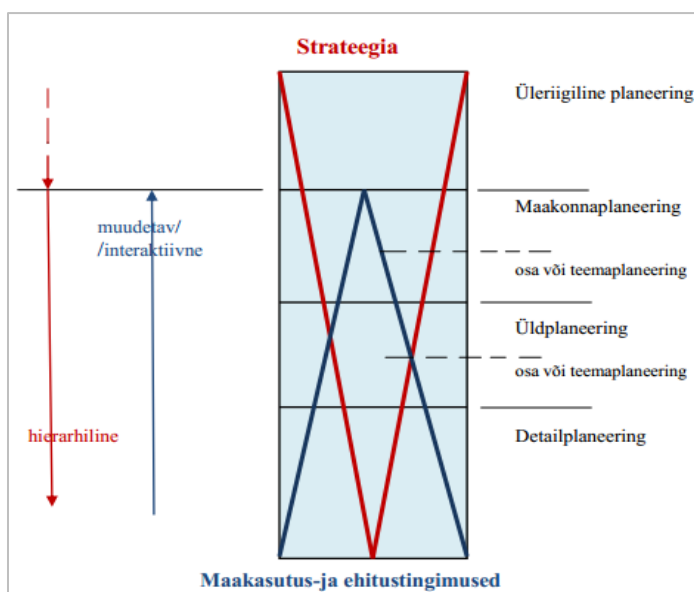 Strateegia
Üleriigiline planeering
Maakonnaplaneering
muudetav/
/interaktiivne
osa või teemaplaneering
Üldplaneering
osa või teemaplaneering
hierarhiline
Detailplaneering
Maakasutus-ja ehitustingimused